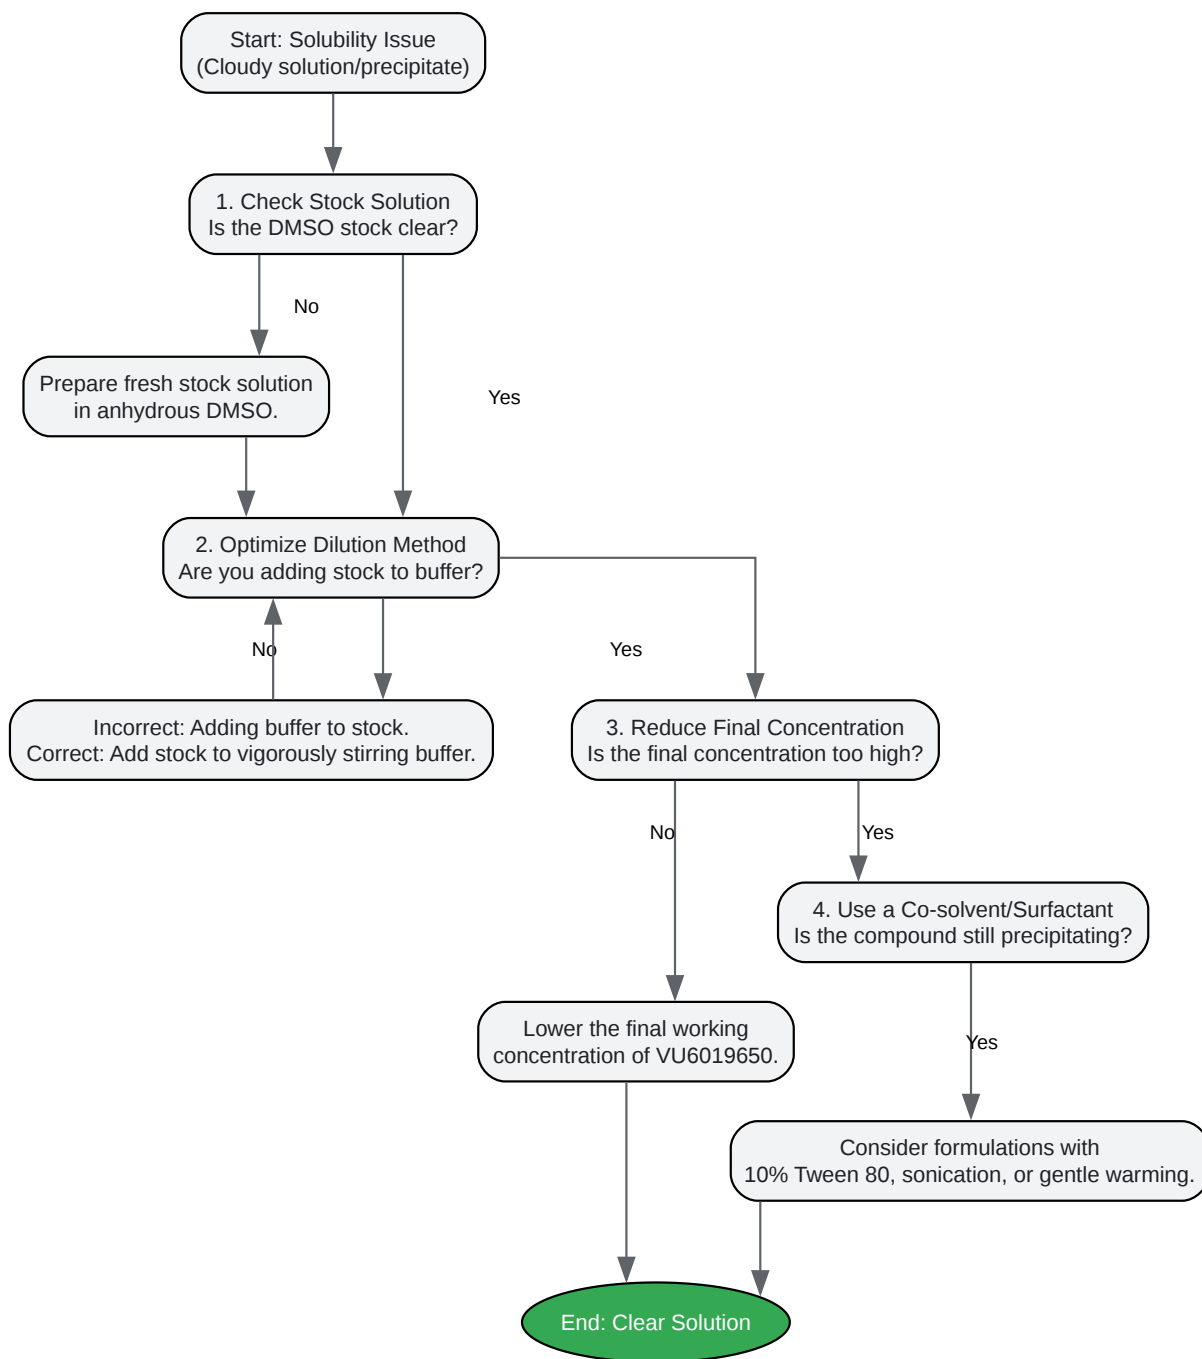 Start: Solubility Issue
(Cloudy solution/precipitate)
1. Check Stock Solution
Is the DMSO stock clear?
No
Prepare fresh stock solution
in anhydrous DMSO.
Yes
2. Optimize Dilution Method
Are you adding stock to buffer?
No
Yes
Incorrect: Adding buffer to stock.
Correct: Add stock to vigorously stirring buffer.
3. Reduce Final Concentration
Is the final concentration too high?
No
Yes
4. Use a Co-solvent/Surfactant
Is the compound still precipitating?
Lower the final working
concentration of VU6019650.
Yes
Consider formulations with
10% Tween 80, sonication, or gentle warming.
End: Clear Solution